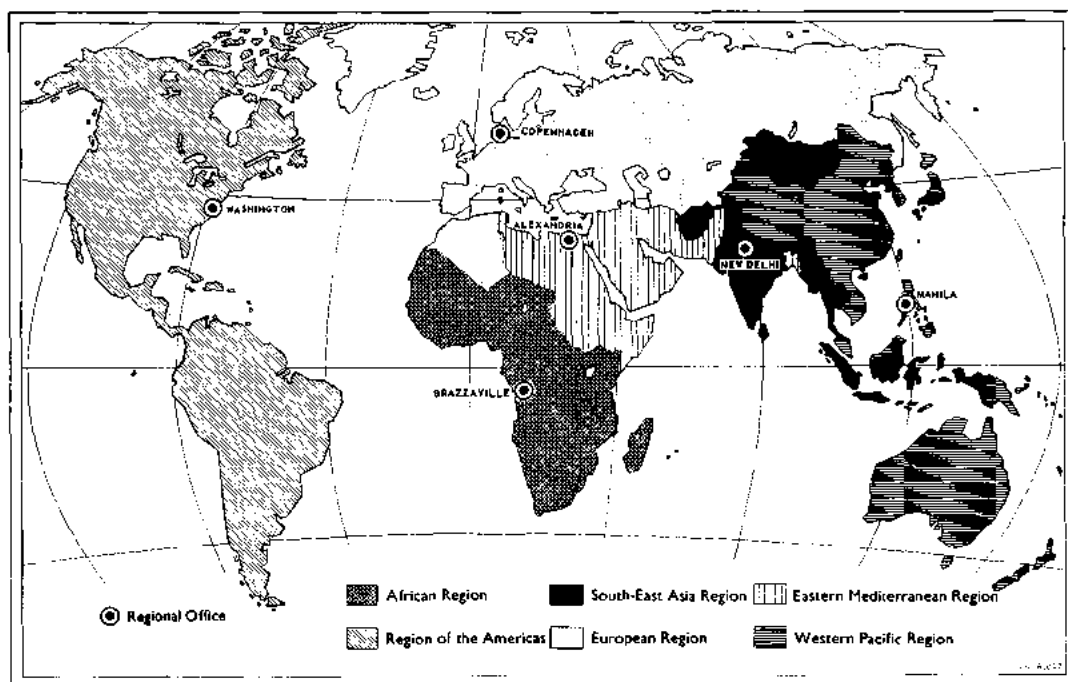 COPENHAGEN
WASHINGTON
ALEXANDRIA
NEW DELHI
MANILA
BRAZZAVILLE
Regional Office
African Region
South-East Asia Region
Eastern Mediterranean Region
Region of the Americas
European Region
Western Pacific Region